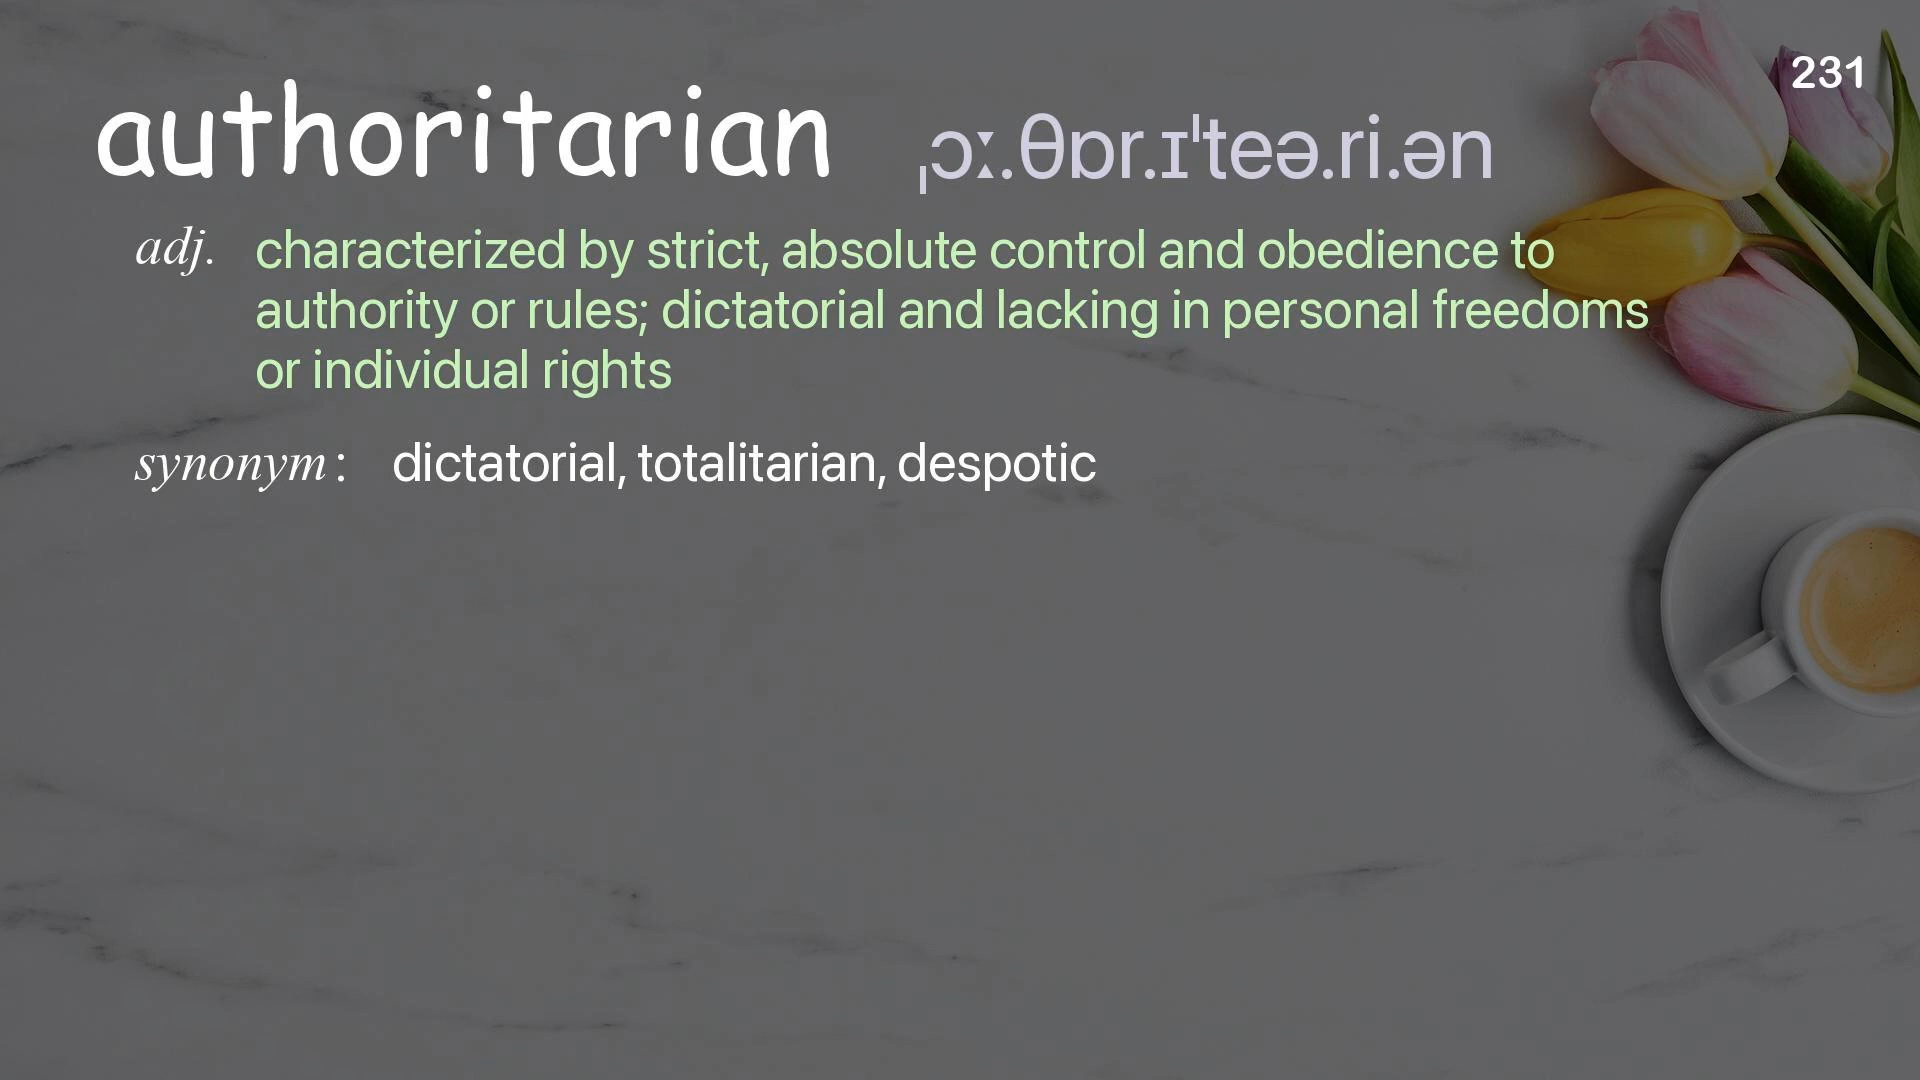 231
authoritarian ˌɔː.θɒr.ɪˈteə.ri.ən
adj. characterized by strict, absolute control and obedience to
authority or rules; dictatorial and lacking in personal freedoms
or individual rights
synonym : dictatorial, totalitarian, despotic